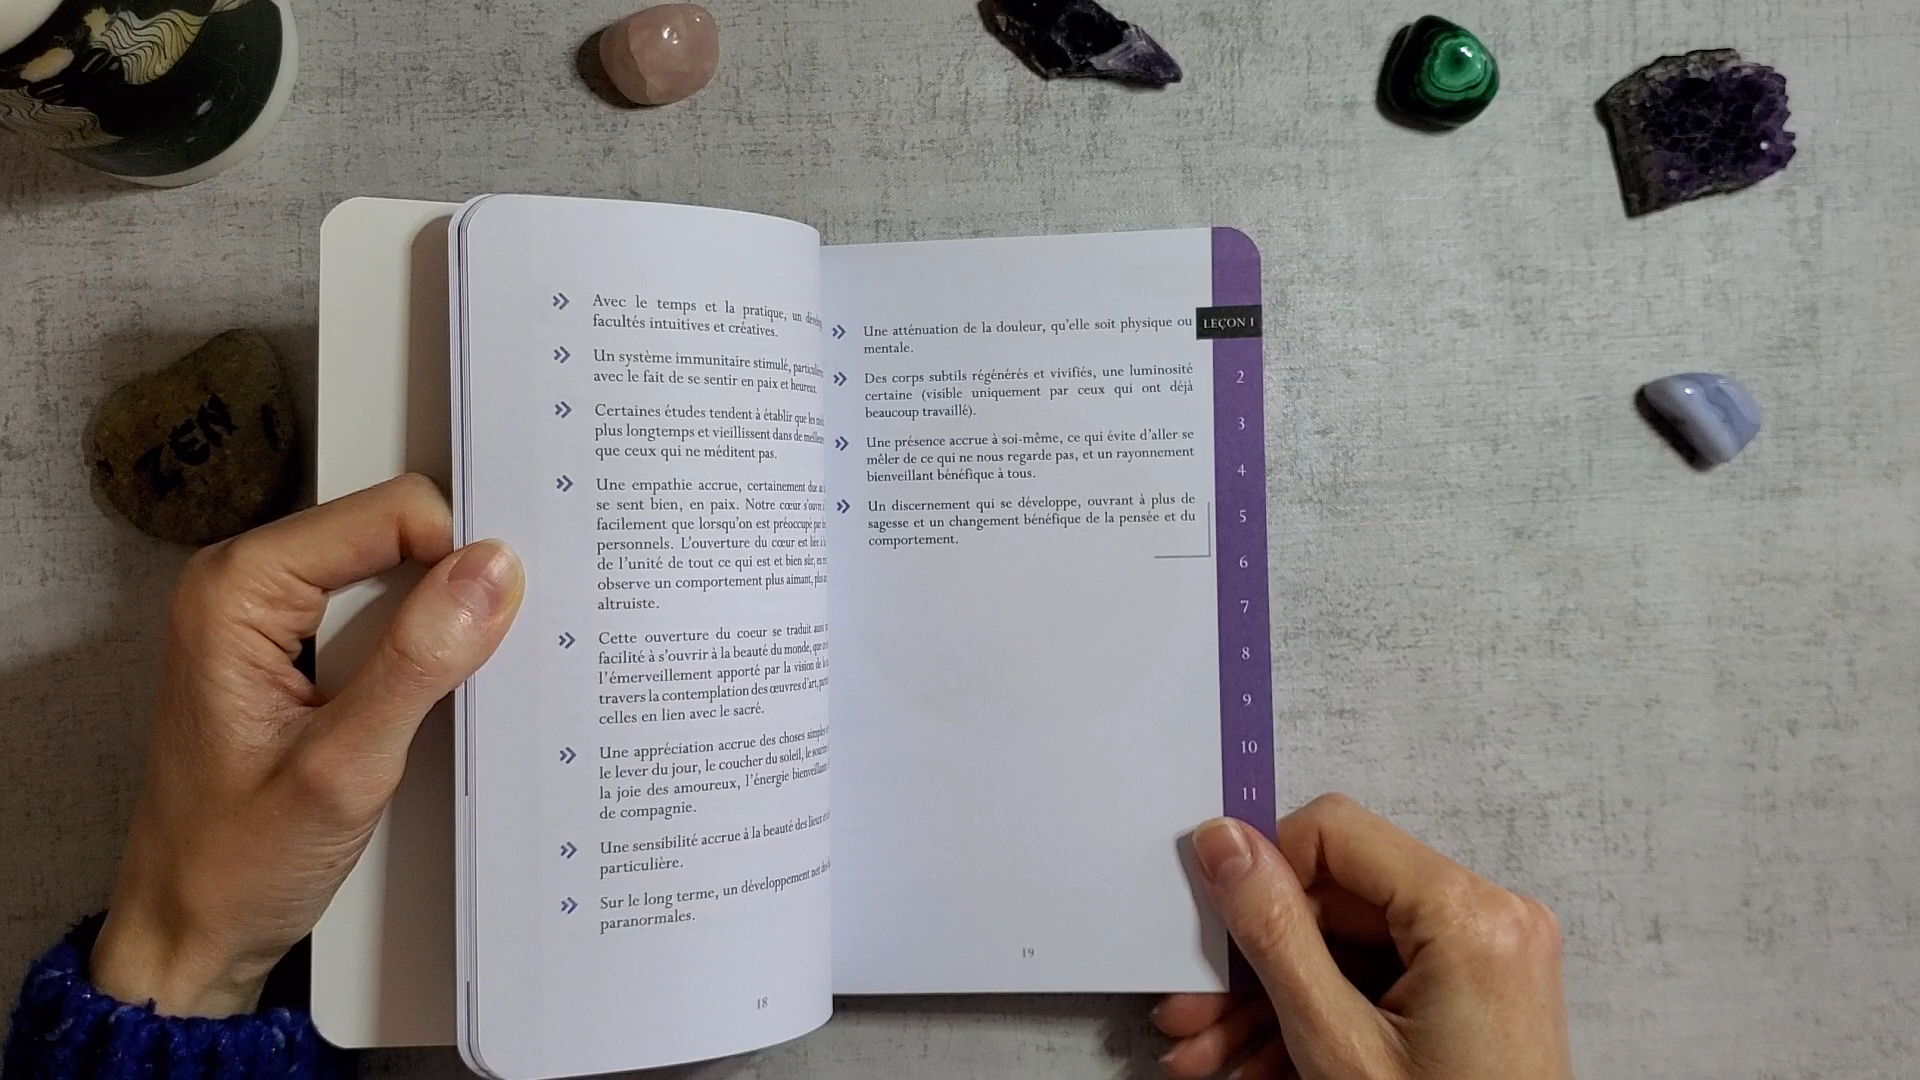 ZEN
Avec le temps et la pratique, un
facultés intuitives et créatives.
Un système immunitaire stimulé,
avec le fait de se sentir en paix et heureux.
Certaines études tendent à établir que les
plus longtemps et vieillissent dans de
que ceux qui ne méditent pas.
Une empathie accrue, certainement due
se sent bien, en paix. Notre cœur s'ouvre
facilement que lorsqu'on est préoccupé
personnels. L'ouverture du cœur est liée à
de l'unité de tout ce qui est et bien sûr,
observe un comportement plus aimant,
altruiste.
Cette ouverture du coeur se traduit
facilité à s'ouvrir à la beauté du monde,
l'émerveillement apporté par la vision de
travers la contemplation des œuvres d'art,
celles en lien avec le sacré.
Une appréciation accrue des choses simples
le lever du jour, le coucher du soleil, le
la joie des amoureux, l'énergie bienveillante
de compagnie.
Une sensibilité accrue à la beauté des lieux
particulière.
Sur le long terme, un développement net
paranormales.
18
Une atténuation de la douleur, qu'elle soit physique ou
mentale.
Des corps subtils régénérés et vivifiés, une luminosité
certaine (visible uniquement par ceux qui ont déjà
beaucoup travaillé).
Une présence accrue à soi-même, ce qui évite d'aller se
mêler de ce qui ne nous regarde pas, et un rayonnement
bienveillant bénéfique à tous.
Un discernement qui se développe, ouvrant à plus de
sagesse et un changement bénéfique de la pensée et du
comportement.
19
LEÇON 1
2
3
4
5
6
7
8
9
10
11